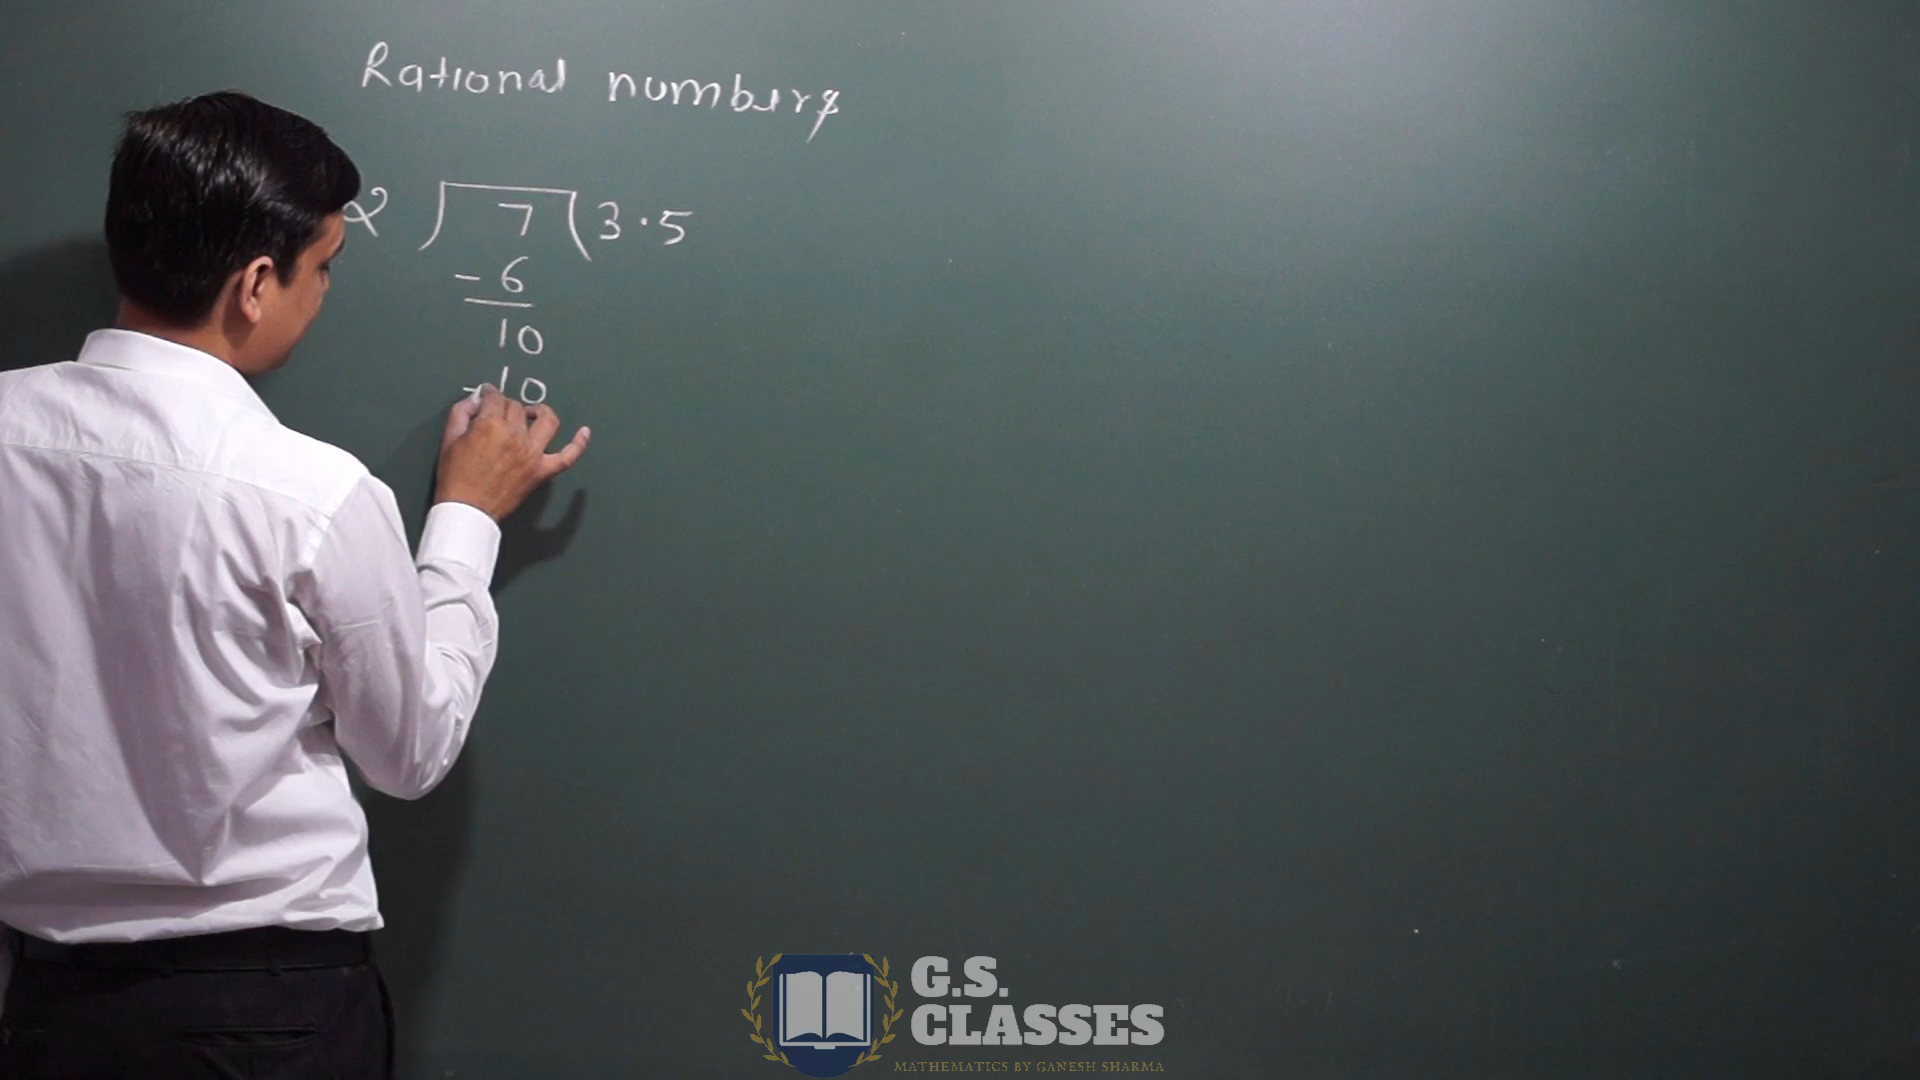 Rational numbers
2 ) 7 ( 3.5
- 6
10
- 10
G.S.
CLASSES
MATHEMATICS BY GANESH SHARMA